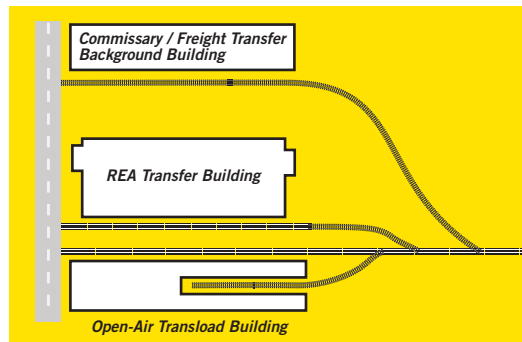 Commissary / Freight Transfer
Background Building
REA Transfer Building
Open-Air Transload Building